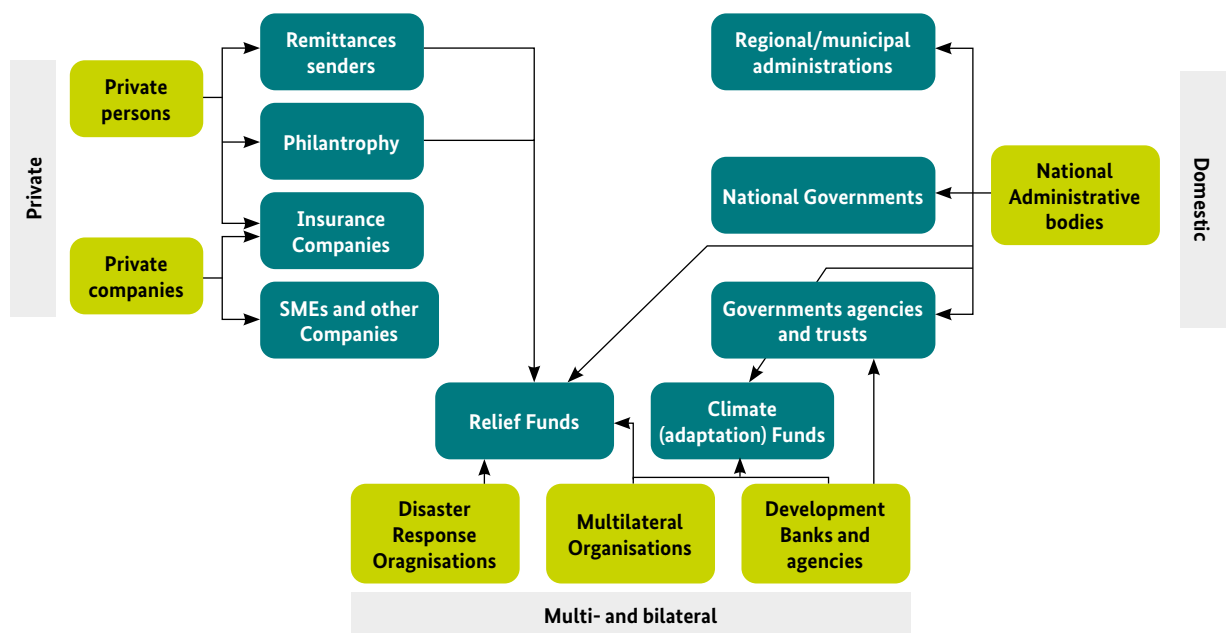 Private
Private
persons
Private
companies
Remittances
senders
Philantrophy
Insurance
Companies
SMEs and other
Companies
Regional/municipal
administrations
National Governments
Governments agencies
and trusts
National
Administrative
bodies
Domestic
Relief Funds
Climate
(adaptation) Funds
Disaster
Response
Oragnisations
Multilateral
Organisations
Development
Banks and
agencies
Multi- and bilateral